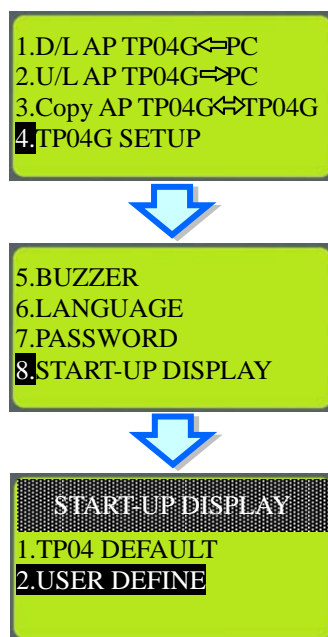 1.D/L AP TP04G⇐PC
2.U/L AP TP04G⇒PC
3.Copy AP TP04G⇔TP04G
4.TP04G SETUP
5.BUZZER
6.LANGUAGE
7.PASSWORD
8.START-UP DISPLAY
START-UP DISPLAY
1.TP04 DEFAULT
2.USER DEFINE